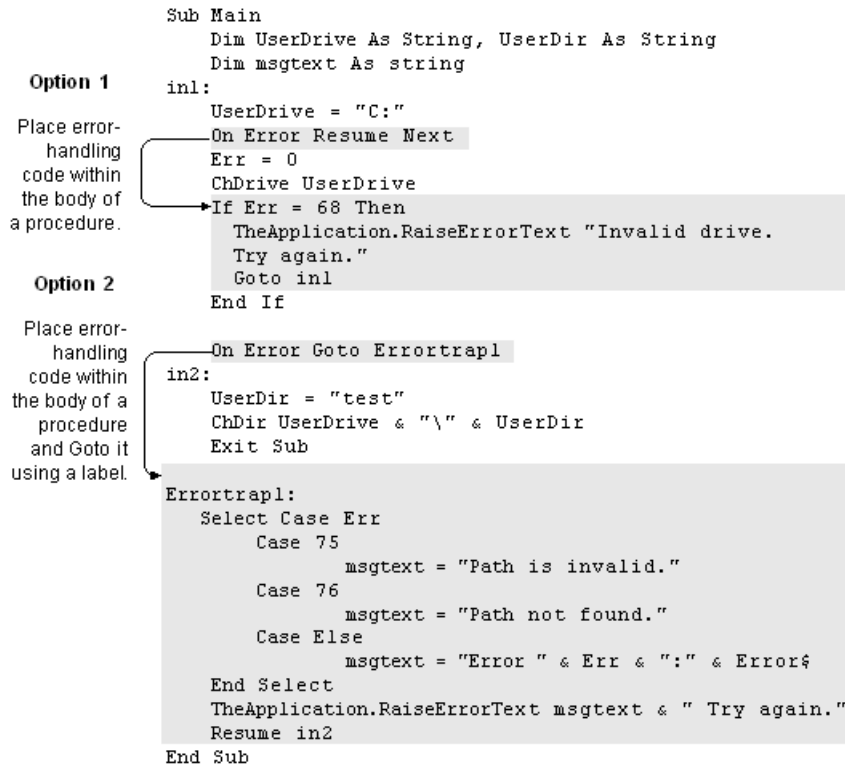 Sub Main
Dim UserDrive As String, UserDir As String
Dim msgtext As string
Option 1
in1:
UserDrive = "C:"
Place error-
handling
code within
the body of
a procedure.
On Error Resume Next
Err = 0
ChDrive UserDrive
If Err = 68 Then
TheApplication.RaiseErrorText "Invalid drive.
Try again."
Goto in1
End If
Option 2
Place error-
handling
code within
the body of a
procedure
and Goto it
using a label.
On Error Goto Errortrap1
in2:
UserDir = "test"
ChDir UserDrive & "\" & UserDir
Exit Sub
Errortrap1:
Select Case Err
Case 75
msgtext = "Path is invalid."
Case 76
msgtext = "Path not found."
Case Else
msgtext = "Error " & Err & ":" & Error$
End Select
TheApplication.RaiseErrorText msgtext & " Try again."
Resume in2
End Sub